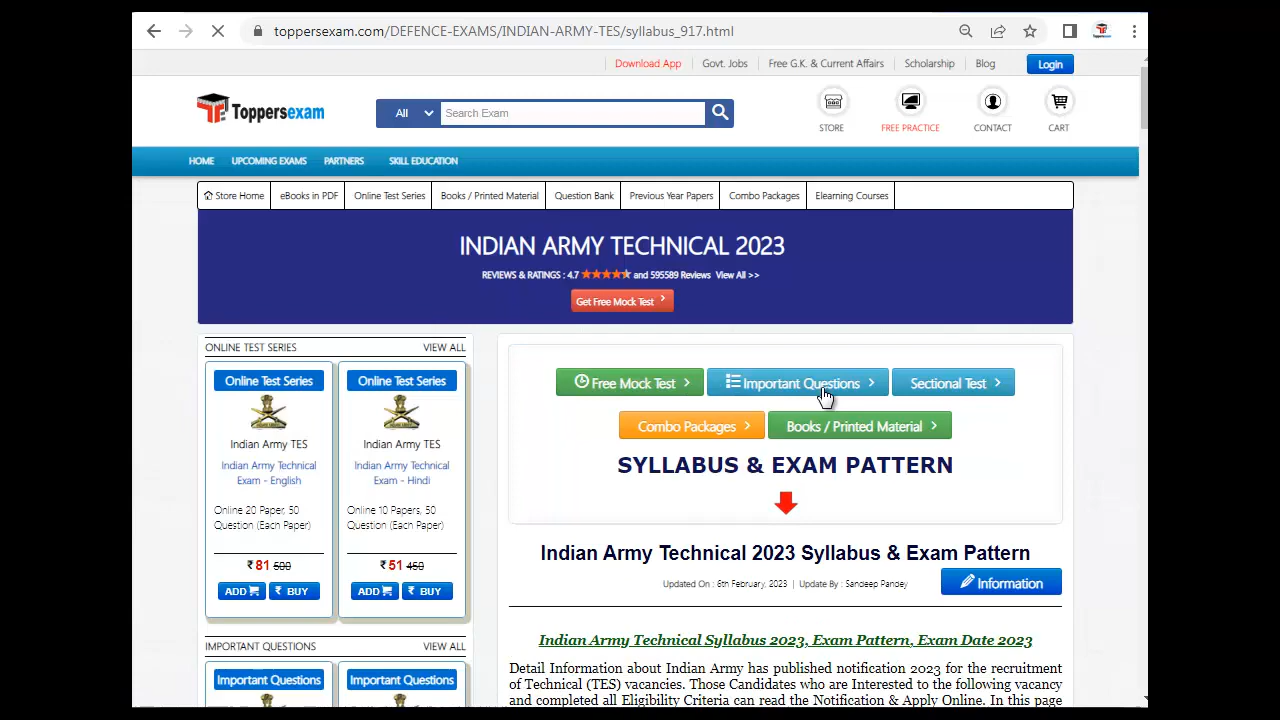 toppersexam.com/DEFENCE-EXAMS/INDIAN-ARMY-TES/syllabus_917.html
Download App
Govt. Jobs
Free G.K. & Current Affairs
Scholarship
Blog
Login
Toppersexam
All
Search Exam
STORE
FREE PRACTICE
CONTACT
CART
HOME
UPCOMING EXAMS
PARTNERS
SKILL EDUCATION
Store Home
eBooks in PDF
Online Test Series
Books / Printed Material
Question Bank
Previous Year Papers
Combo Packages
Elearning Courses
INDIAN ARMY TECHNICAL 2023
REVIEWS & RATINGS : 4.7 ★★★★★ and 595589 Reviews View All >>
Get Free Mock Test >
ONLINE TEST SERIES
VIEW ALL
Online Test Series
Indian Army TES
Indian Army Technical
Exam - English
Online 20 Paper, 50
Question (Each Paper)
₹ 81 500
ADD
₹ BUY
Online Test Series
Indian Army TES
Indian Army Technical
Exam - Hindi
Online 10 Papers, 50
Question (Each Paper)
₹ 51 450
ADD
₹ BUY
IMPORTANT QUESTIONS
VIEW ALL
Important Questions
Important Questions
Free Mock Test >
Important Questions >
Sectional Test >
Combo Packages >
Books / Printed Material >
SYLLABUS & EXAM PATTERN
Indian Army Technical 2023 Syllabus & Exam Pattern
Updated On : 6th February, 2023 | Update By : Sandeep Pandey
Information
Indian Army Technical Syllabus 2023, Exam Pattern, Exam Date 2023
Detail Information about Indian Army has published notification 2023 for the recruitment
of Technical (TES) vacancies. Those Candidates who are Interested to the following vacancy
and completed all Eligibility Criteria can read the Notification & Apply Online. In this page